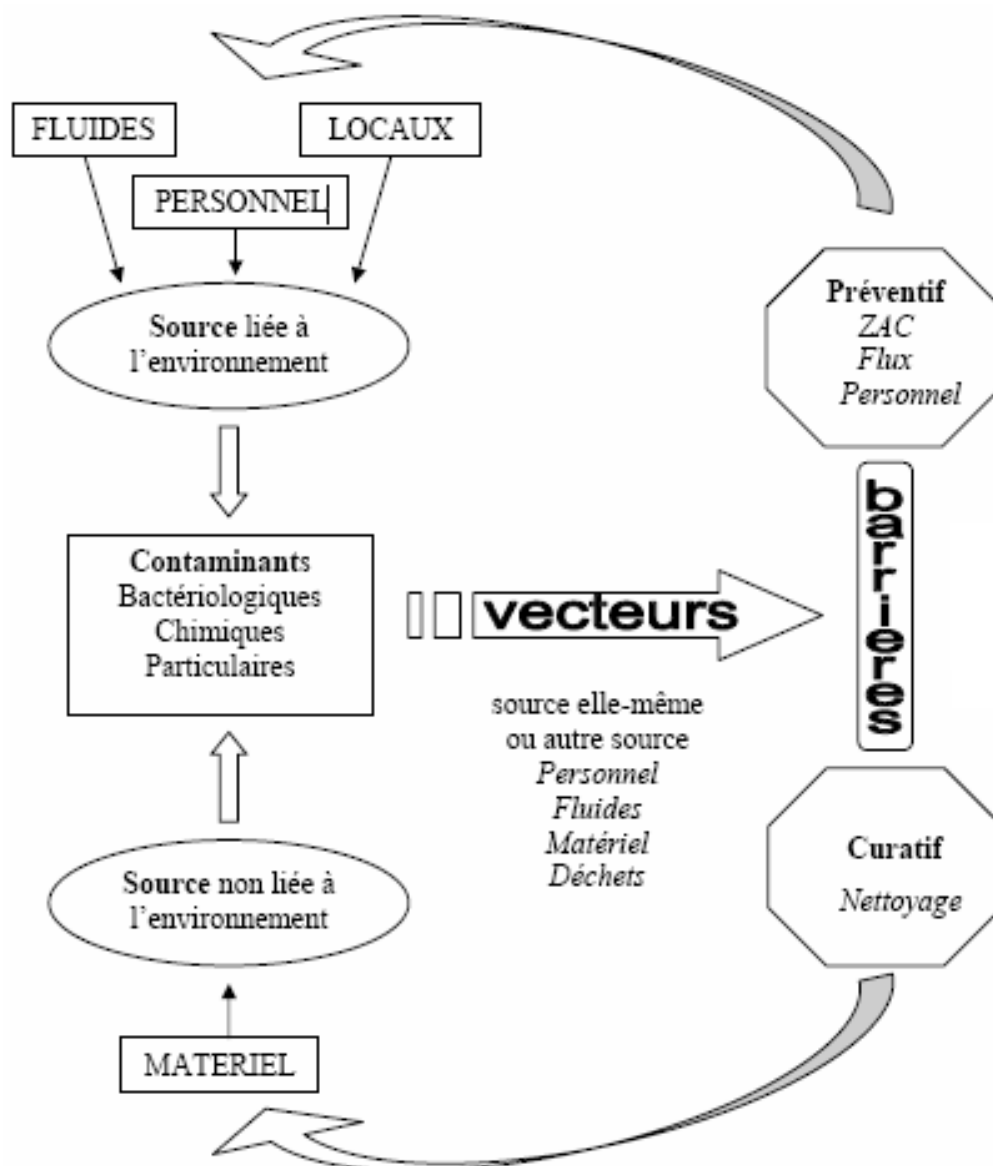 FLUIDES
LOCAUX
PERSONNEL
Source liée à
l’environnement
Préventif
ZAC
Flux
Personnel
Contaminants
Bactériologiques
Chimiques
Particulaires
vecteurs
barrieres
source elle-même
ou autre source
Personnel
Fluides
Matériel
Déchets
Source non liée à
l’environnement
Curatif
Nettoyage
MATERIEL